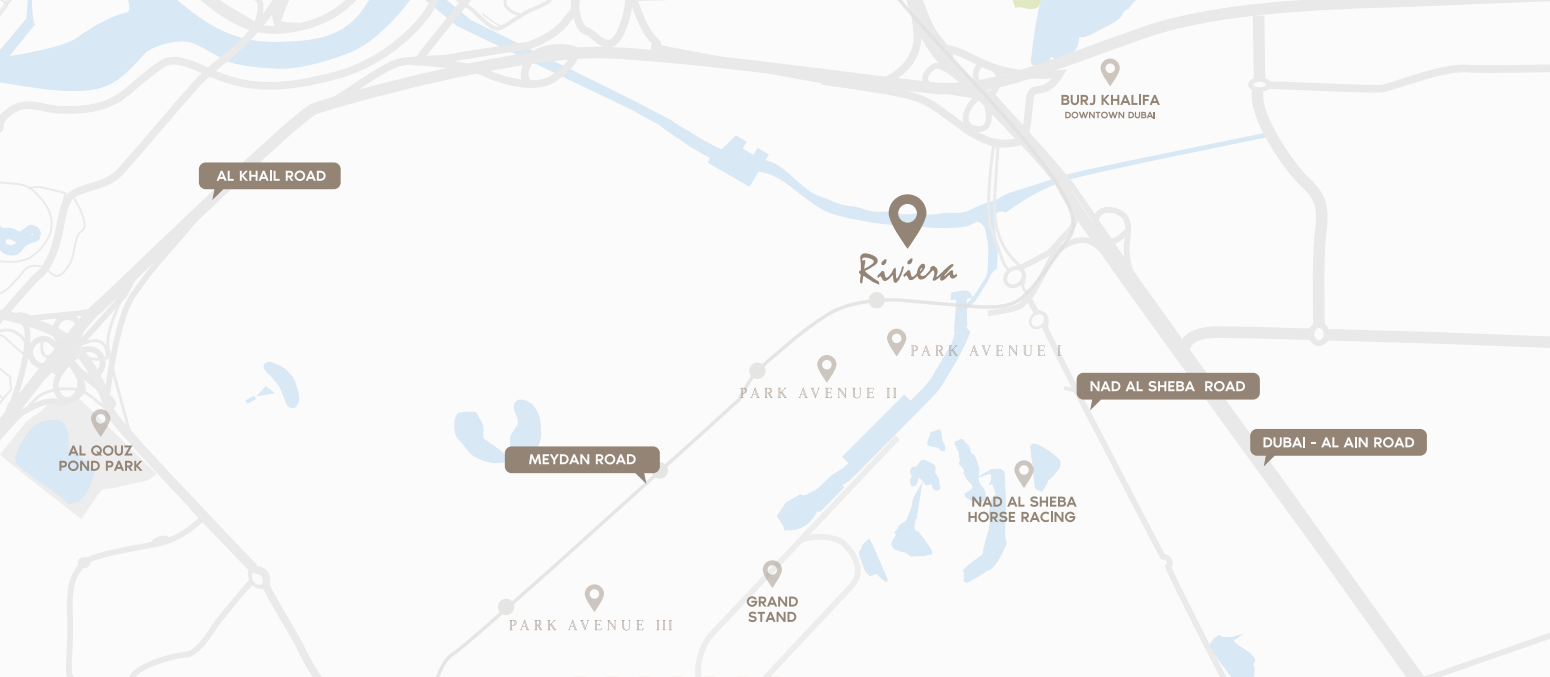 BURJ KHALIFA
DOWNTOWN DUBAI
AL KHAIL ROAD
Riviera
PARK AVENUE I
PARK AVENUE II
NAD AL SHEBA ROAD
DUBAI - AL AIN ROAD
AL QOUZ
POND PARK
MEYDAN ROAD
NAD AL SHEBA
HORSE RACING
GRAND
STAND
PARK AVENUE III